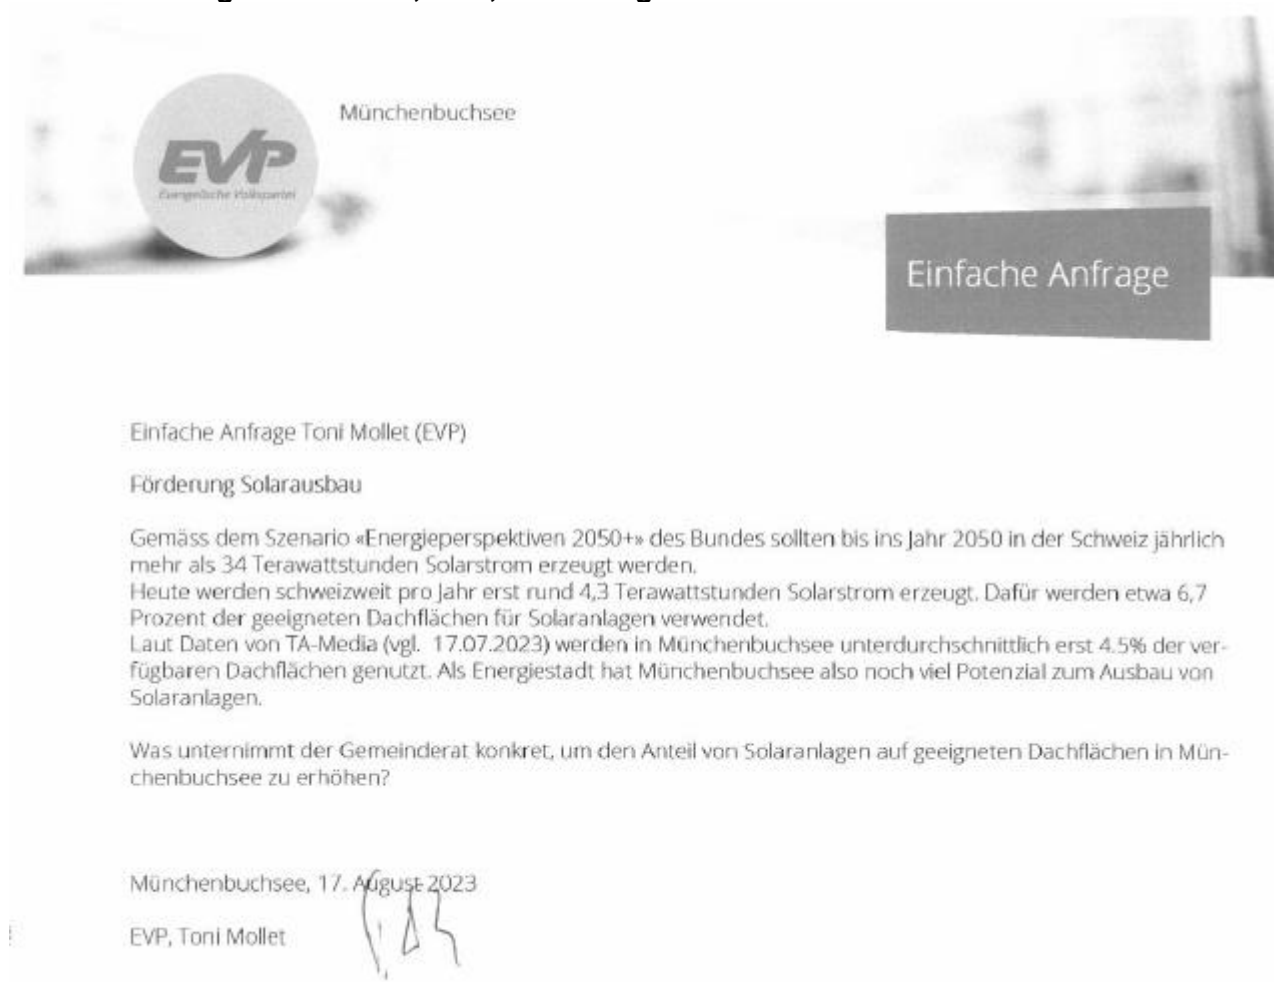 Münchenbuchsee
EVP
Evangelische Volkspartei
Einfache Anfrage
Einfache Anfrage Toni Mollet (EVP)
Förderung Solarausbau
Gemäss dem Szenario «Energieperspektiven 2050+» des Bundes sollten bis ins Jahr 2050 in der Schweiz jährlich
mehr als 34 Terawattstunden Solarstrom erzeugt werden.
Heute werden schweizweit pro Jahr erst rund 4,3 Terawattstunden Solarstrom erzeugt. Dafür werden etwa 6,7
Prozent der geeigneten Dachflächen für Solaranlagen verwendet.
Laut Daten von TA-Media (vgl. 17.07.2023) werden in Münchenbuchsee unterdurchschnittlich erst 4.5% der ver-
fügbaren Dachflächen genutzt. Als Energiestadt hat Münchenbuchsee also noch viel Potenzial zum Ausbau von
Solaranlagen.
Was unternimmt der Gemeinderat konkret, um den Anteil von Solaranlagen auf geeigneten Dachflächen in Mün-
chenbuchsee zu erhöhen?
Münchenbuchsee, 17. August 2023
EVP, Toni Mollet